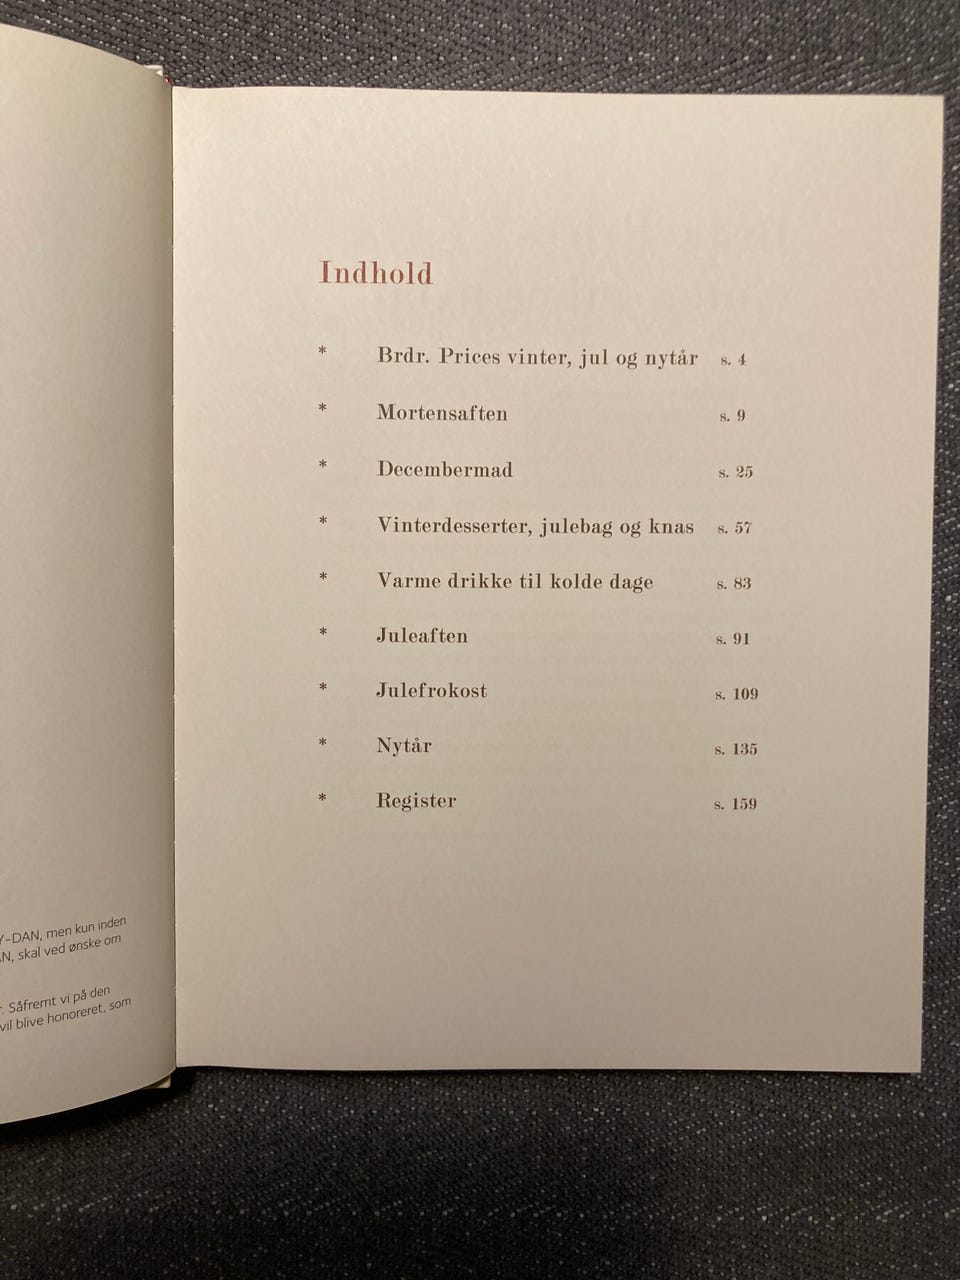 Indhold
* Brdr. Prices vinter, jul og nytår s. 4
* Mortensaften s. 9
* Decembermad s. 25
* Vinterdesserter, julebag og knas s. 57
* Varme drikke til kolde dage s. 83
* Juleaften s. 91
* Julefrokost s. 109
* Nytår s. 135
* Register s. 159
Y-DAN, men kun inden
AN, skal ved ønske om
r. Såfremt vi på den
vil blive honoreret, som